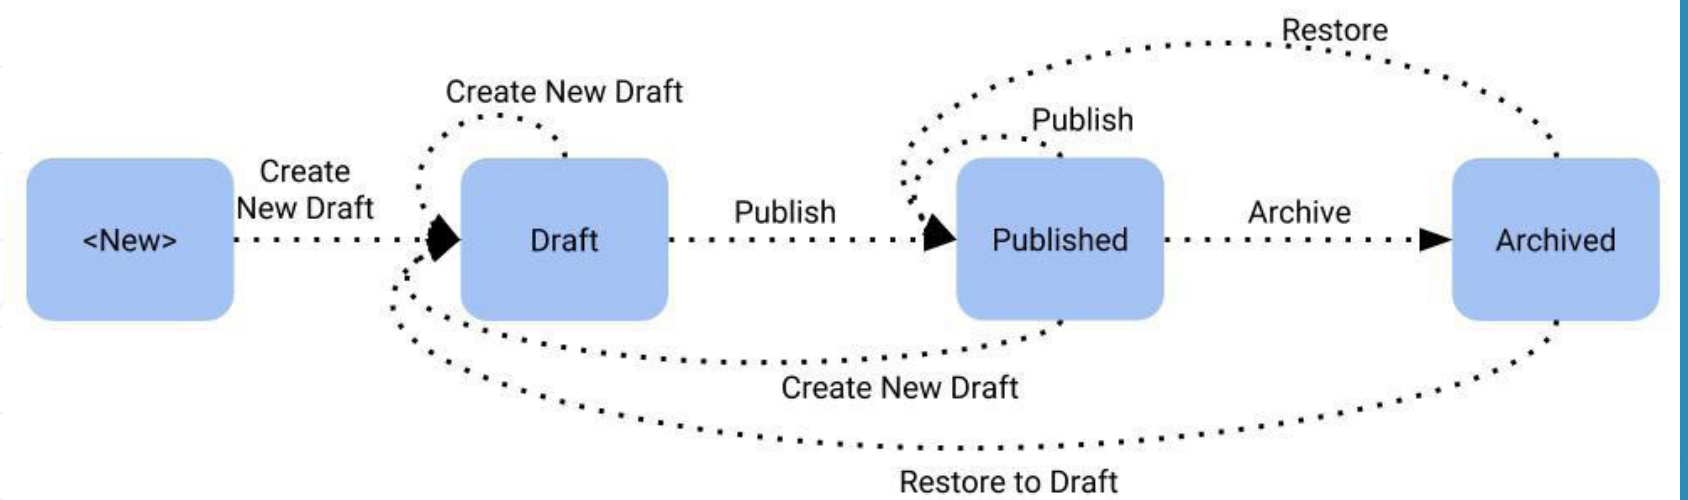 Restore
Create New Draft
Publish
Create
New Draft
Publish
Archive
<New>
Draft
Published
Archived
Create New Draft
Restore to Draft